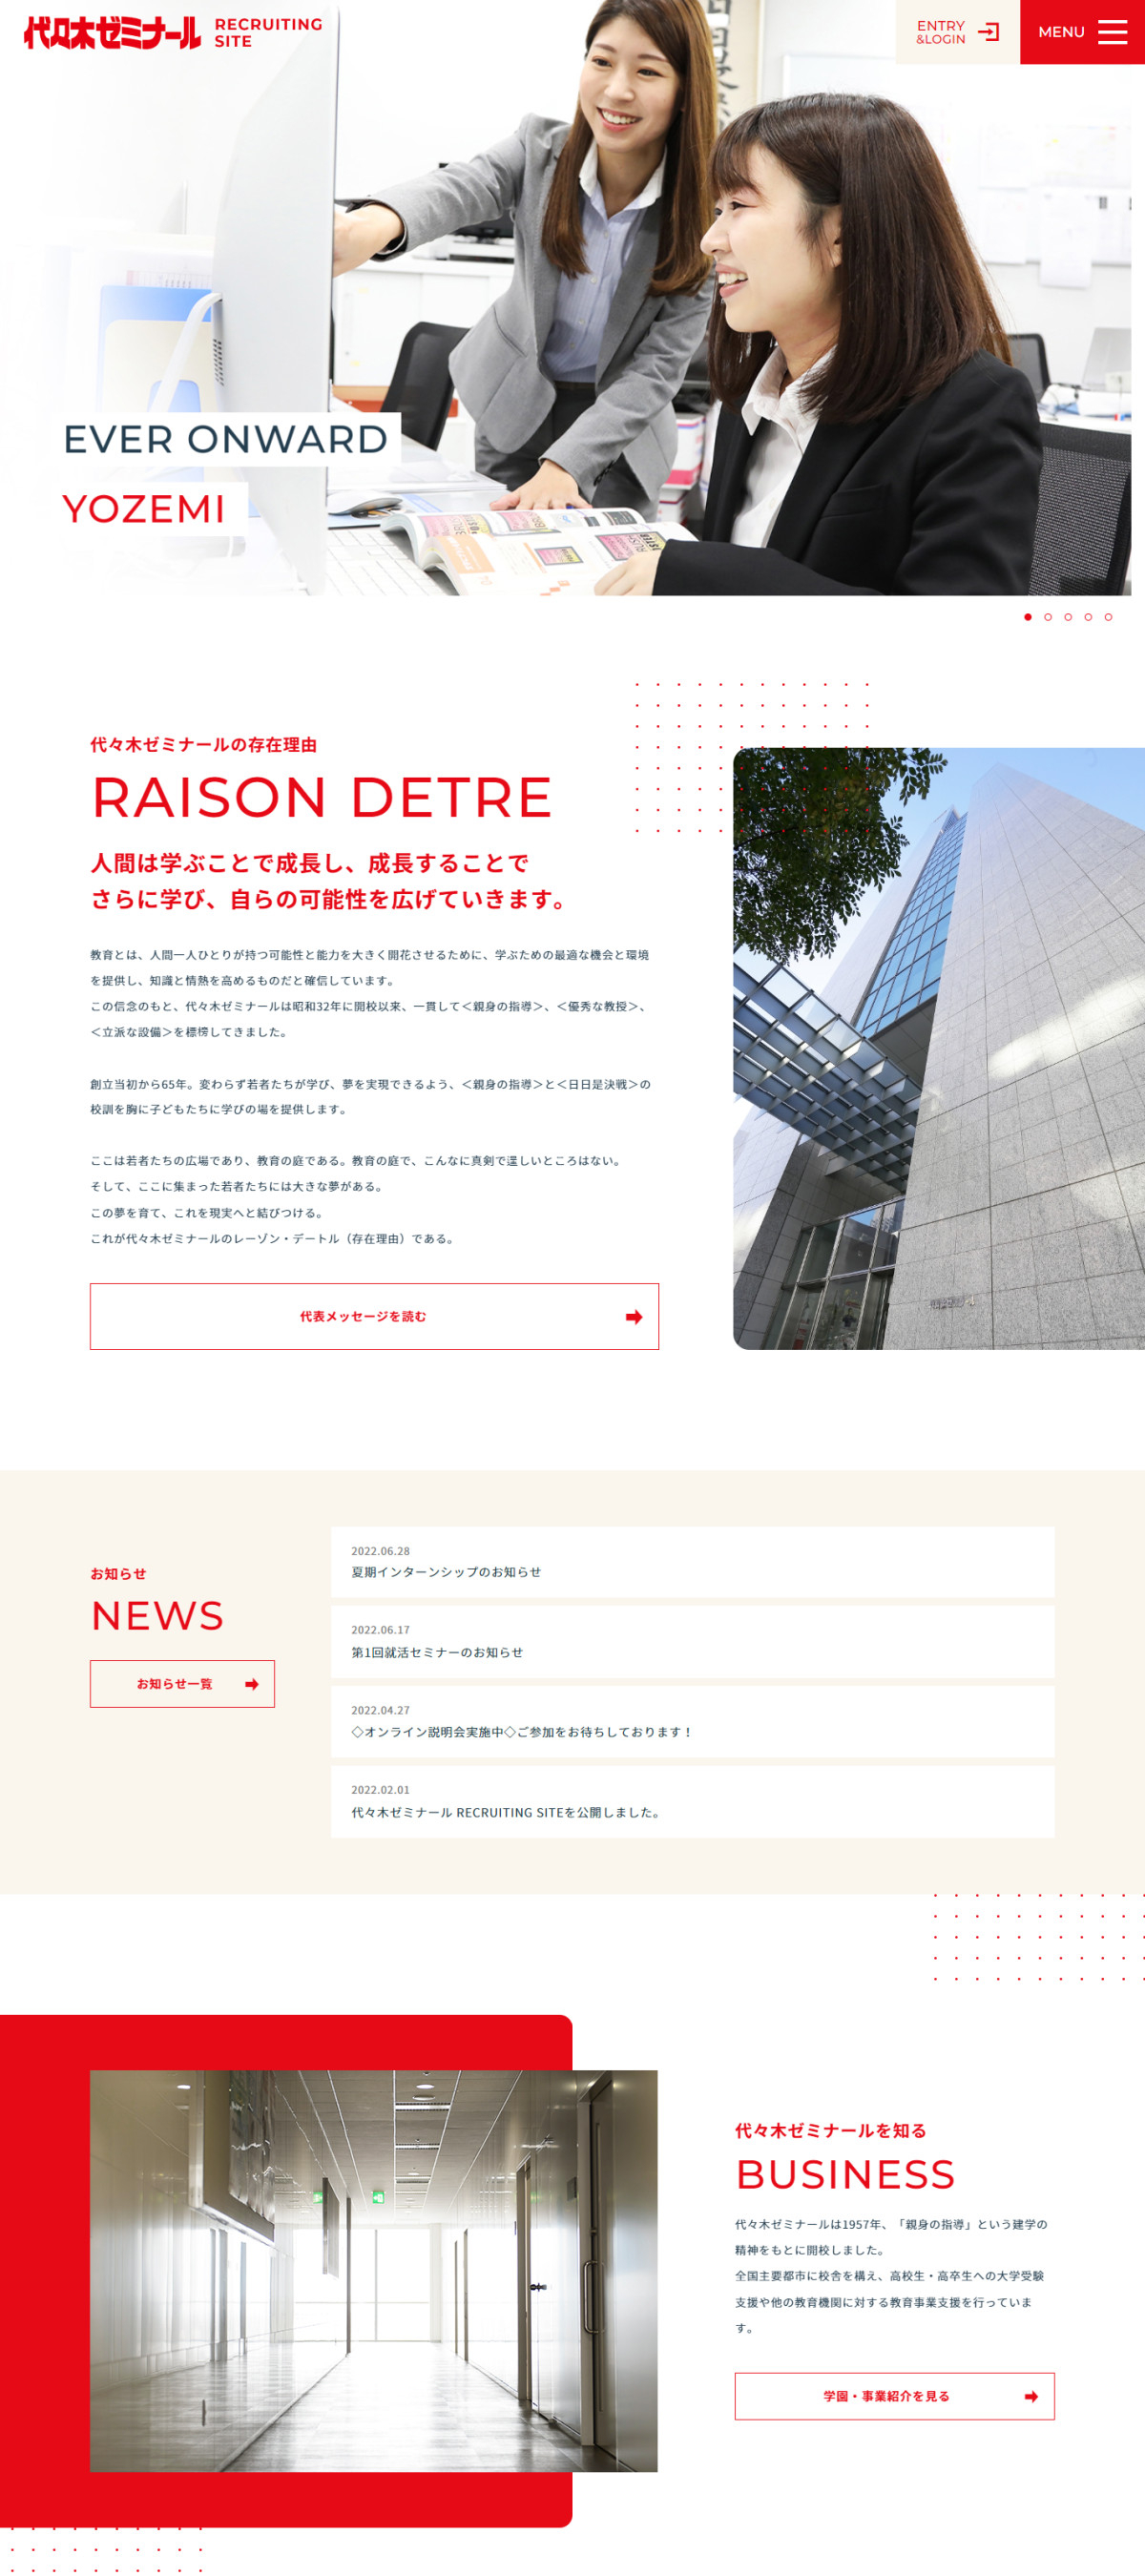 代々木ゼミナール RECRUITING
SITE
ENTRY
&LOGIN
MENU
EVER ONWARD
YOZEMI
代々木ゼミナールの存在理由
RAISON DETRE
人間は学ぶことで成長し、成長することで
さらに学び、自らの可能性を広げていきます。
教育とは、人間一人ひとりが持つ可能性と能力を大きく開花させるために、学ぶための最適な機会と環境
を提供し、知識と情熱を高めるものだと確信しています。
この信念のもと、代々木ゼミナールは昭和32年に開校以来、一貫して＜親身の指導＞、＜優秀な教授＞、
＜立派な設備＞を標榜してきました。
創立当初から65年。変わらず若者たちが学び、夢を実現できるよう、＜親身の指導＞と＜日日是決戦＞の
校訓を胸に子どもたちに学びの場を提供します。
ここは若者たちの広場であり、教育の庭である。教育の庭で、こんなに真剣で逞しいところはない。
そして、ここに集まった若者たちには大きな夢がある。
この夢を育て、これを現実へと結びつける。
これが代々木ゼミナールのレーゾン・デートル（存在理由）である。
代表メッセージを読む
お知らせ
NEWS
お知らせ一覧
2022.06.28
夏期インターンシップのお知らせ
2022.06.17
第1回就活セミナーのお知らせ
2022.04.27
◇オンライン説明会実施中◇ご参加をお待ちしております！
2022.02.01
代々木ゼミナール RECRUITING SITEを公開しました。
代々木ゼミナールを知る
BUSINESS
代々木ゼミナールは1957年、「親身の指導」という建学の
精神をもとに開校しました。
全国主要都市に校舎を構え、高校生・高卒生への大学受験
支援や他の教育機関に対する教育事業支援を行っていま
す。
学園・事業紹介を見る